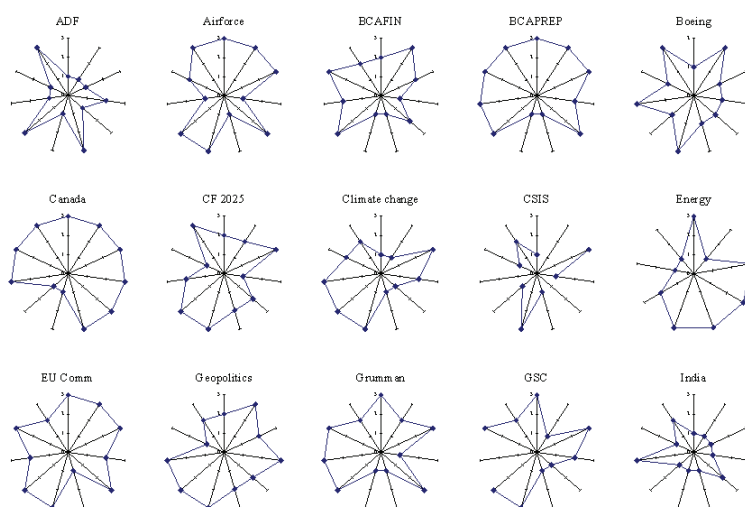 ADF
Airforce
BCAFIN
BCAPREP
Boeing
Canada
CF 2025
Climate change
CSIS
Energy
EU Comm
Geopolitics
Grumman
GSC
India